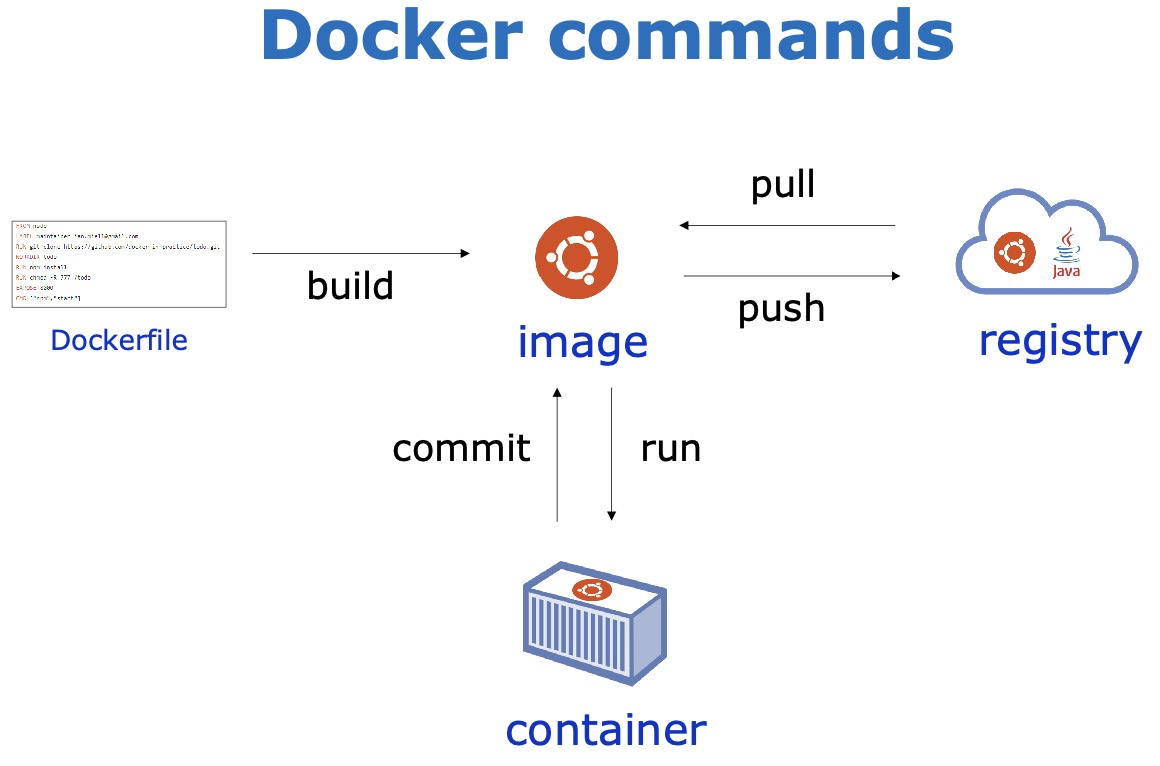 Docker commands
pull
FROM node
LABEL maintainer ian.miell@gmail.com
RUN git clone https://github.com/docker-in-practice/todo.git
WORKDIR todo
RUN npm install
RUN chmod -R 777 /todo
EXPOSE 8000
CMD ["npm","start"]
build
Java
push
Dockerfile
image
registry
commit
run
container